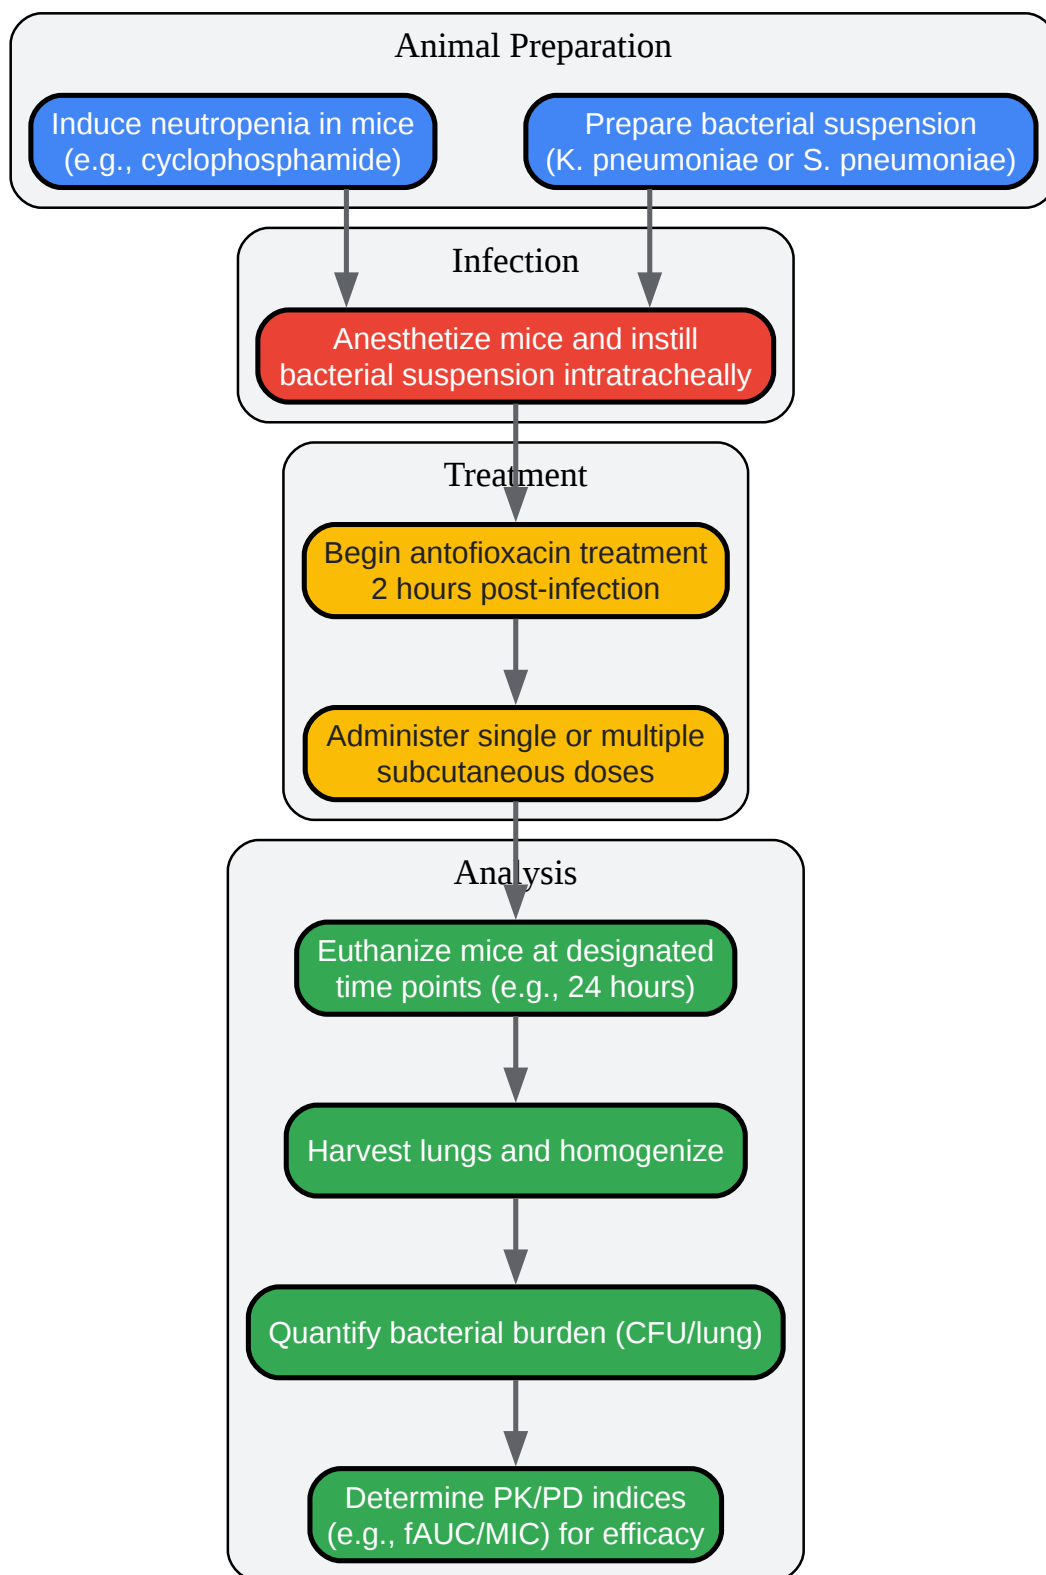 Animal Preparation
Induce neutropenia in mice
(e.g., cyclophosphamide)
Prepare bacterial suspension
(K. pneumoniae or S. pneumoniae)
Infection
Anesthetize mice and instill
bacterial suspension intratracheally
Treatment
Begin antofioxacin treatment
2 hours post-infection
Administer single or multiple
subcutaneous doses
Analysis
Euthanize mice at designated
time points (e.g., 24 hours)
Harvest lungs and homogenize
Quantify bacterial burden (CFU/lung)
Determine PK/PD indices
(e.g., fAUC/MIC) for efficacy